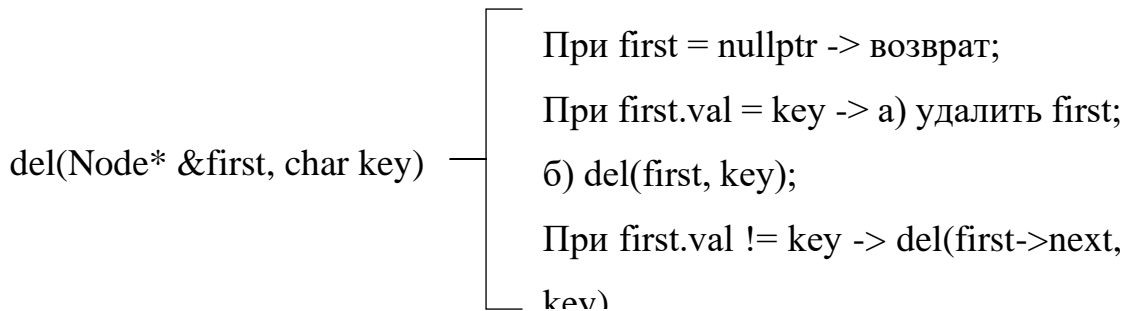 При first = nullptr -> возврат;
При first.val = key -> а) удалить first;
del(Node* &first, char key)
б) del(first, key);
При first.val != key -> del(first->next,
key)